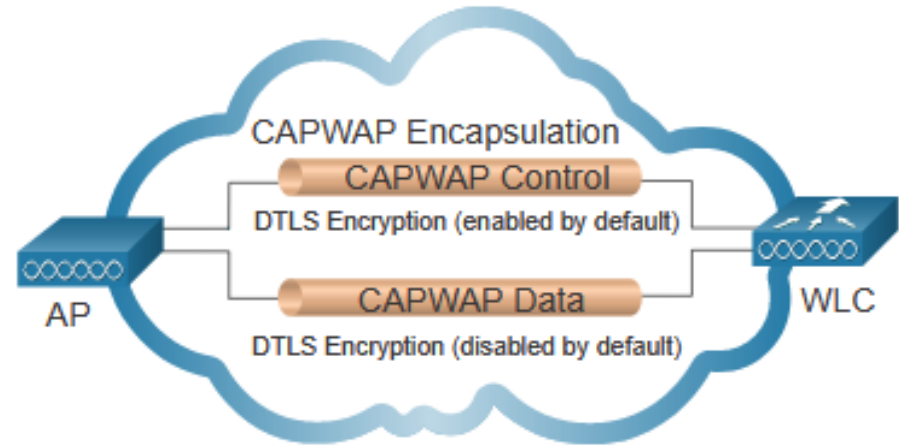 CAPWAP Encapsulation
CAPWAP Control
DTLS Encryption (enabled by default)
AP
WLC
CAPWAP Data
DTLS Encryption (disabled by default)